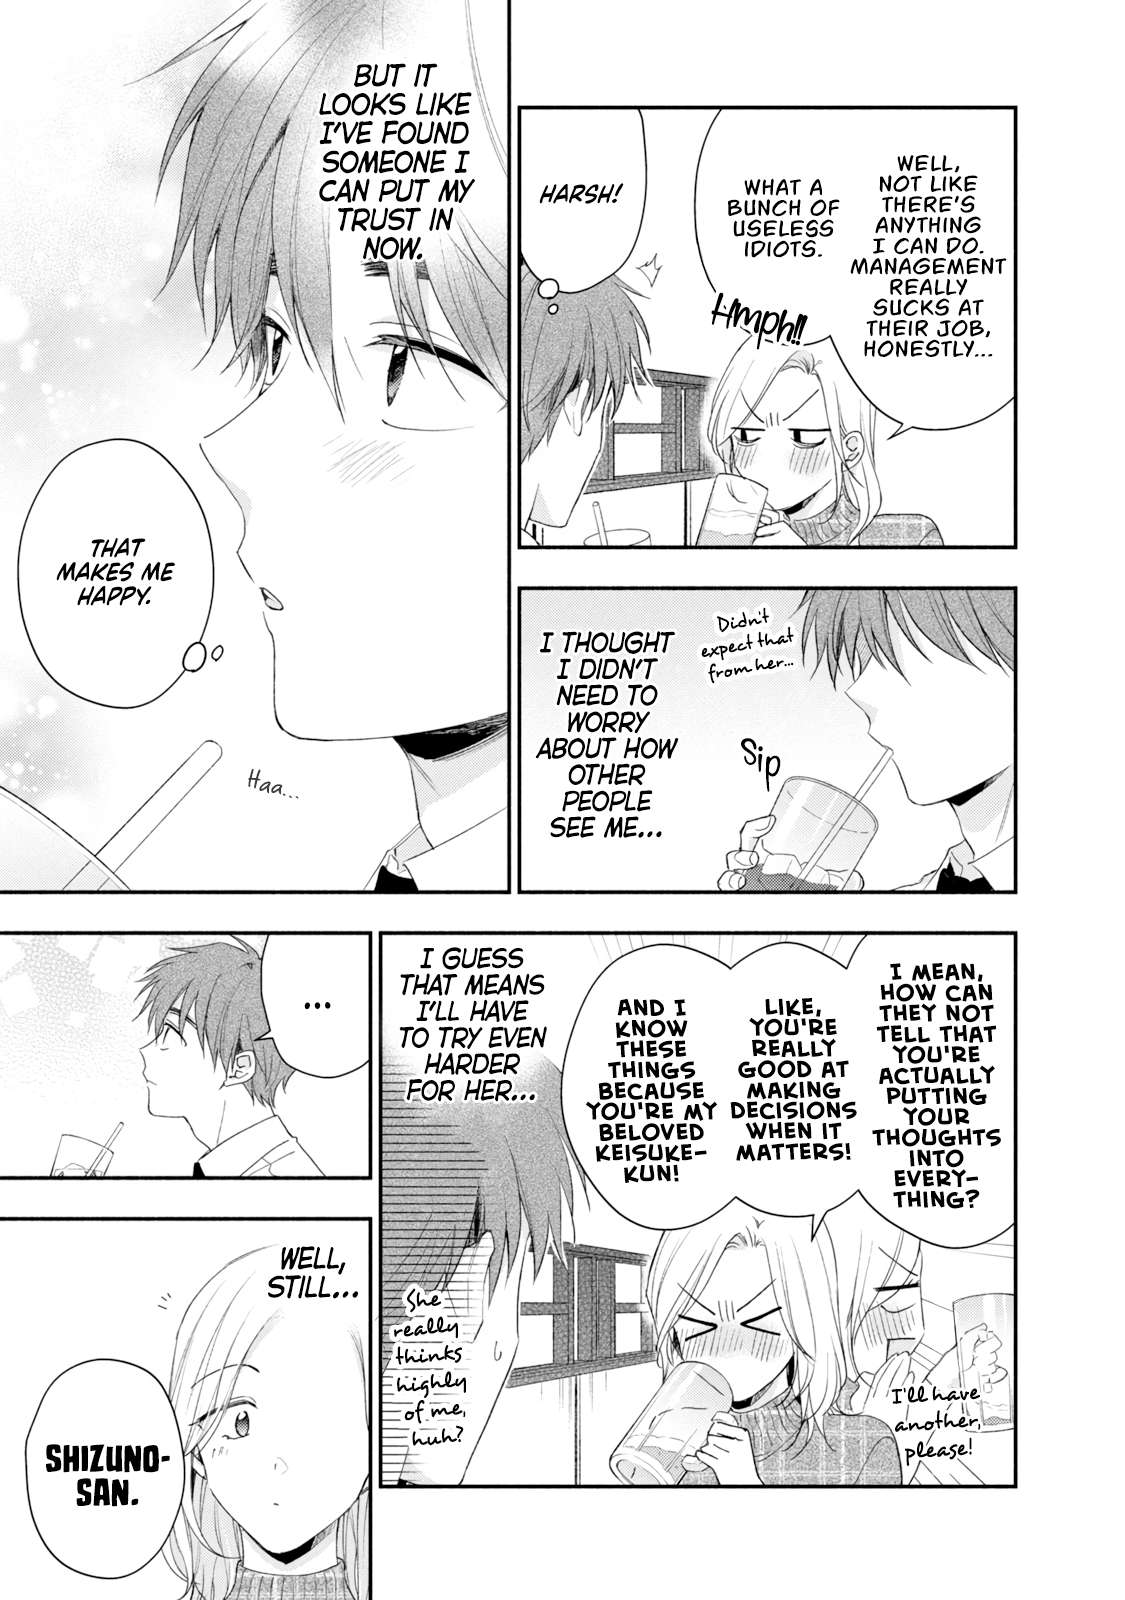 WELL,
NOT LIKE
THERE'S
ANYTHING
I CAN DO.
MANAGEMENT
REALLY
SUCKS AT
THEIR JOB,
HONESTLY...
WHAT A
BUNCH OF
USELESS
IDIOTS.
HMPH!!
HARSH!
Didn't
expect that
from her...
I THOUGHT
I DIDN'T
NEED TO
WORRY
ABOUT HOW
OTHER
PEOPLE
SEE ME...
Sip
BUT IT
LOOKS LIKE
I'VE FOUND
SOMEONE I
CAN PUT MY
TRUST IN
NOW.
THAT
MAKES ME
HAPPY.
Haa...
I MEAN,
HOW CAN
THEY NOT
TELL THAT
YOU'RE
ACTUALLY
PUTTING
YOUR
THOUGHTS
INTO
EVERY-
THING?
LIKE,
YOU'RE
REALLY
GOOD AT
MAKING
DECISIONS
WHEN IT
MATTERS!
AND I
KNOW
THESE
THINGS
BECAUSE
YOU'RE MY
BELOVED
KEISUKE-
KUN!
I'll have
another,
please!
I GUESS
THAT MEANS
I'LL HAVE
TO TRY EVEN
HARDER
FOR HER...
She
really
thinks
highly
of me,
huh?
...
WELL,
STILL...
SHIZUNO-
SAN.